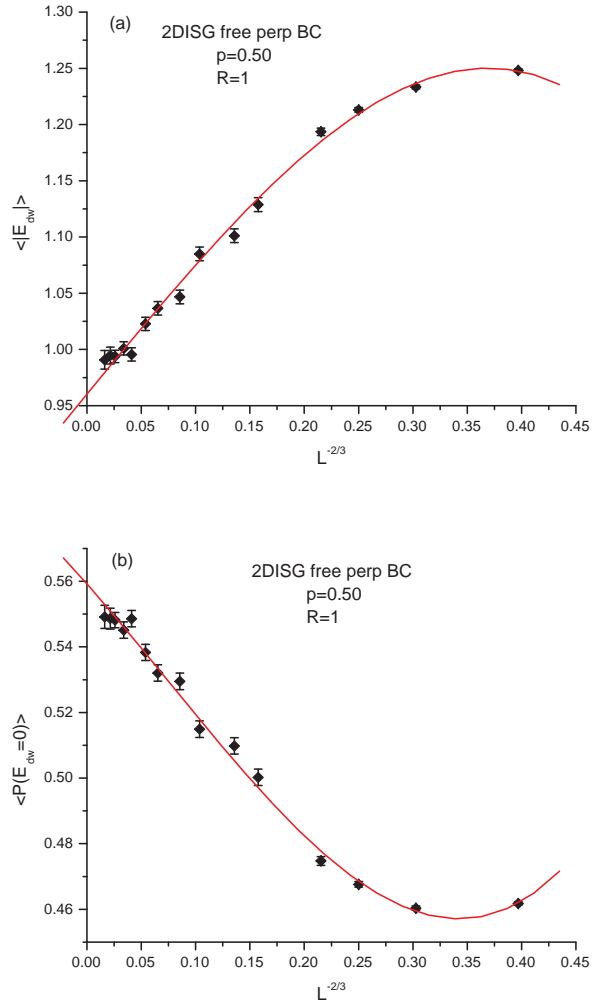 (a)
2DISG free perp BC
p=0.50
R=1
1.30
1.25
1.20
1.15
1.10
1.05
1.00
0.95
<|E_dw|>
0.00 0.05 0.10 0.15 0.20 0.25 0.30 0.35 0.40 0.45
L^-2/3
(b)
2DISG free perp BC
p=0.50
R=1
0.56
0.54
0.52
0.50
0.48
0.46
<P(E_dw=0)>
0.00 0.05 0.10 0.15 0.20 0.25 0.30 0.35 0.40 0.45
L^-2/3